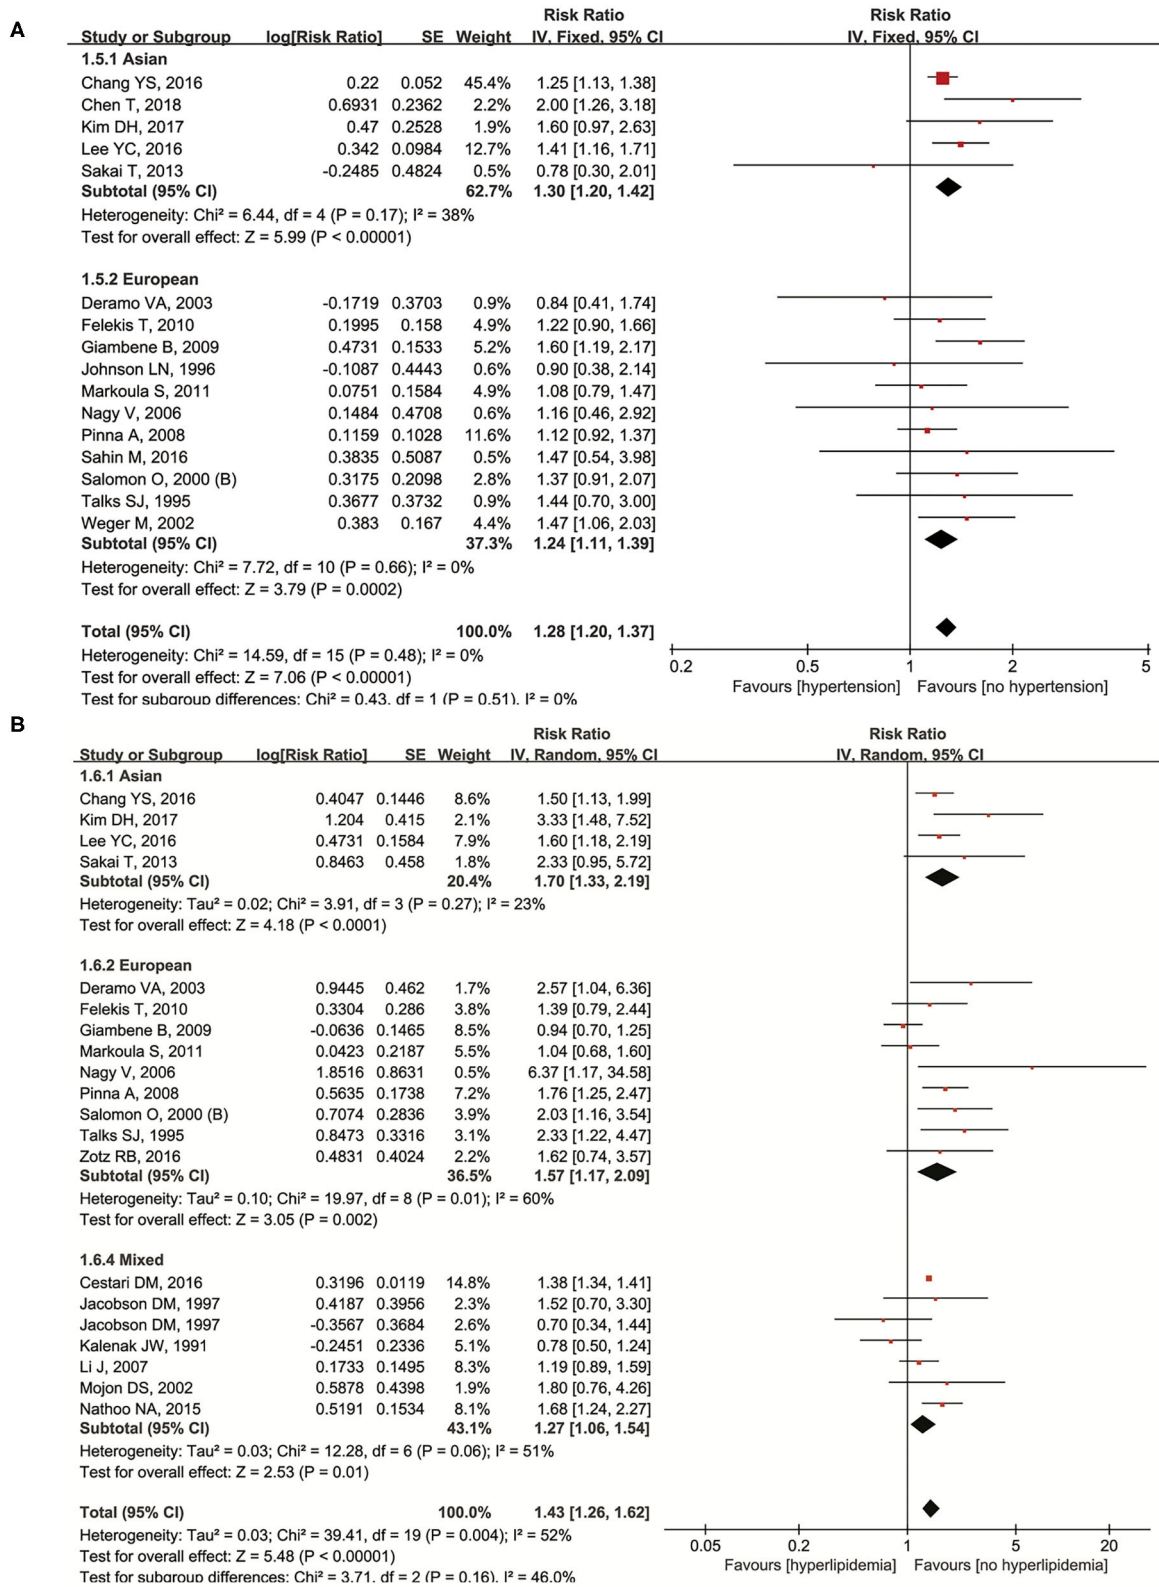 A
Risk Ratio Risk Ratio
Study or Subgroup log[Risk Ratio] SE Weight IV, Fixed, 95% CI IV, Fixed, 95% CI
1.5.1 Asian
Chang YS, 2016 0.22 0.052 45.4% 1.25 [1.13, 1.38]
Chen T, 2018 0.6931 0.2362 2.2% 2.00 [1.26, 3.18]
Kim DH, 2017 0.47 0.2528 1.9% 1.60 [0.97, 2.63]
Lee YC, 2016 0.342 0.0984 12.7% 1.41 [1.16, 1.71]
Sakai T, 2013 -0.2485 0.4824 0.5% 0.78 [0.30, 2.01]
Subtotal (95% CI) 62.7% 1.30 [1.20, 1.42]
Heterogeneity: Chi² = 6.44, df = 4 (P = 0.17); I² = 38%
Test for overall effect: Z = 5.99 (P < 0.00001)
1.5.2 European
Deramo VA, 2003 -0.1719 0.3703 0.9% 0.84 [0.41, 1.74]
Felekis T, 2010 0.1995 0.158 4.9% 1.22 [0.90, 1.66]
Giambene B, 2009 0.4731 0.1533 5.2% 1.60 [1.19, 2.17]
Johnson LN, 1996 -0.1087 0.4443 0.6% 0.90 [0.38, 2.14]
Markoula S, 2011 0.0751 0.1584 4.9% 1.08 [0.79, 1.47]
Nagy V, 2006 0.1484 0.4708 0.6% 1.16 [0.46, 2.92]
Pinna A, 2008 0.1159 0.1028 11.6% 1.12 [0.92, 1.37]
Sahin M, 2016 0.3835 0.5087 0.5% 1.47 [0.54, 3.98]
Salomon O, 2000 (B) 0.3175 0.2098 2.8% 1.37 [0.91, 2.07]
Talks SJ, 1995 0.3677 0.3732 0.9% 1.44 [0.70, 3.00]
Weger M, 2002 0.383 0.167 4.4% 1.47 [1.06, 2.03]
Subtotal (95% CI) 37.3% 1.24 [1.11, 1.39]
Heterogeneity: Chi² = 7.72, df = 10 (P = 0.66); I² = 0%
Test for overall effect: Z = 3.79 (P = 0.0002)
Total (95% CI) 100.0% 1.28 [1.20, 1.37]
Heterogeneity: Chi² = 14.59, df = 15 (P = 0.48); I² = 0%
Test for overall effect: Z = 7.06 (P < 0.00001)
Test for subgroup differences: Chi² = 0.43, df = 1 (P = 0.51), I² = 0%
0.2 0.5 1 2 5
Favours [hypertension] Favours [no hypertension]
B
Risk Ratio Risk Ratio
Study or Subgroup log[Risk Ratio] SE Weight IV, Random, 95% CI IV, Random, 95% CI
1.6.1 Asian
Chang YS, 2016 0.4047 0.1446 8.6% 1.50 [1.13, 1.99]
Kim DH, 2017 1.204 0.415 2.1% 3.33 [1.48, 7.52]
Lee YC, 2016 0.4731 0.1584 7.9% 1.60 [1.18, 2.19]
Sakai T, 2013 0.8463 0.458 1.8% 2.33 [0.95, 5.72]
Subtotal (95% CI) 20.4% 1.70 [1.33, 2.19]
Heterogeneity: Tau² = 0.02; Chi² = 3.91, df = 3 (P = 0.27); I² = 23%
Test for overall effect: Z = 4.18 (P < 0.0001)
1.6.2 European
Deramo VA, 2003 0.9445 0.462 1.7% 2.57 [1.04, 6.36]
Felekis T, 2010 0.3304 0.286 3.8% 1.39 [0.79, 2.44]
Giambene B, 2009 -0.0636 0.1465 8.5% 0.94 [0.70, 1.25]
Markoula S, 2011 0.0423 0.2187 5.5% 1.04 [0.68, 1.60]
Nagy V, 2006 1.8516 0.8631 0.5% 6.37 [1.17, 34.58]
Pinna A, 2008 0.5635 0.1738 7.2% 1.76 [1.25, 2.47]
Salomon O, 2000 (B) 0.7074 0.2836 3.9% 2.03 [1.16, 3.54]
Talks SJ, 1995 0.8473 0.3316 3.1% 2.33 [1.22, 4.47]
Zotz RB, 2016 0.4831 0.4024 2.2% 1.62 [0.74, 3.57]
Subtotal (95% CI) 36.5% 1.57 [1.17, 2.09]
Heterogeneity: Tau² = 0.10; Chi² = 19.97, df = 8 (P = 0.01); I² = 60%
Test for overall effect: Z = 3.05 (P = 0.002)
1.6.4 Mixed
Cestari DM, 2016 0.3196 0.0119 14.8% 1.38 [1.34, 1.41]
Jacobson DM, 1997 0.4187 0.3956 2.3% 1.52 [0.70, 3.30]
Jacobson DM, 1997 -0.3567 0.3684 2.6% 0.70 [0.34, 1.44]
Kalenak JW, 1991 -0.2451 0.2336 5.1% 0.78 [0.50, 1.24]
Li J, 2007 0.1733 0.1495 8.3% 1.19 [0.89, 1.59]
Mojon DS, 2002 0.5878 0.4398 1.9% 1.80 [0.76, 4.26]
Nathoo NA, 2015 0.5191 0.1534 8.1% 1.68 [1.24, 2.27]
Subtotal (95% CI) 43.1% 1.27 [1.06, 1.54]
Heterogeneity: Tau² = 0.03; Chi² = 12.28, df = 6 (P = 0.06); I² = 51%
Test for overall effect: Z = 2.53 (P = 0.01)
Total (95% CI) 100.0% 1.43 [1.26, 1.62]
Heterogeneity: Tau² = 0.03; Chi² = 39.41, df = 19 (P = 0.004); I² = 52%
Test for overall effect: Z = 5.48 (P < 0.00001)
Test for subgroup differences: Chi² = 3.71, df = 2 (P = 0.16), I² = 46.0%
0.05 0.2 1 5 20
Favours [hyperlipidemia] Favours [no hyperlipidemia]